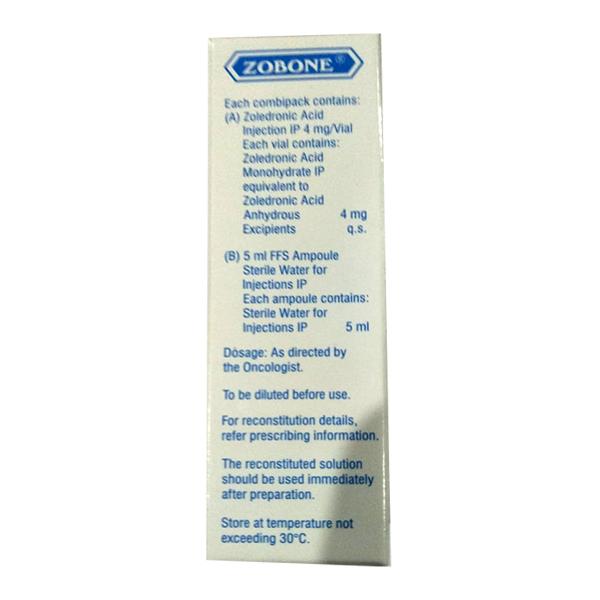 ZOBONE®
Each combipack contains:
(A) Zoledronic Acid
Injection IP 4 mg/Vial
Each vial contains:
Zoledronic Acid
Monohydrate IP
equivalent to
Zoledronic Acid
Anhydrous 4 mg
Excipients q.s.
(B) 5 ml FFS Ampoule
Sterile Water for
Injections IP
Each ampoule contains:
Sterile Water for
Injections IP 5 ml
Dosage: As directed by
the Oncologist.
To be diluted before use.
For reconstitution details,
refer prescribing information.
The reconstituted solution
should be used immediately
after preparation.
Store at temperature not
exceeding 30°C.